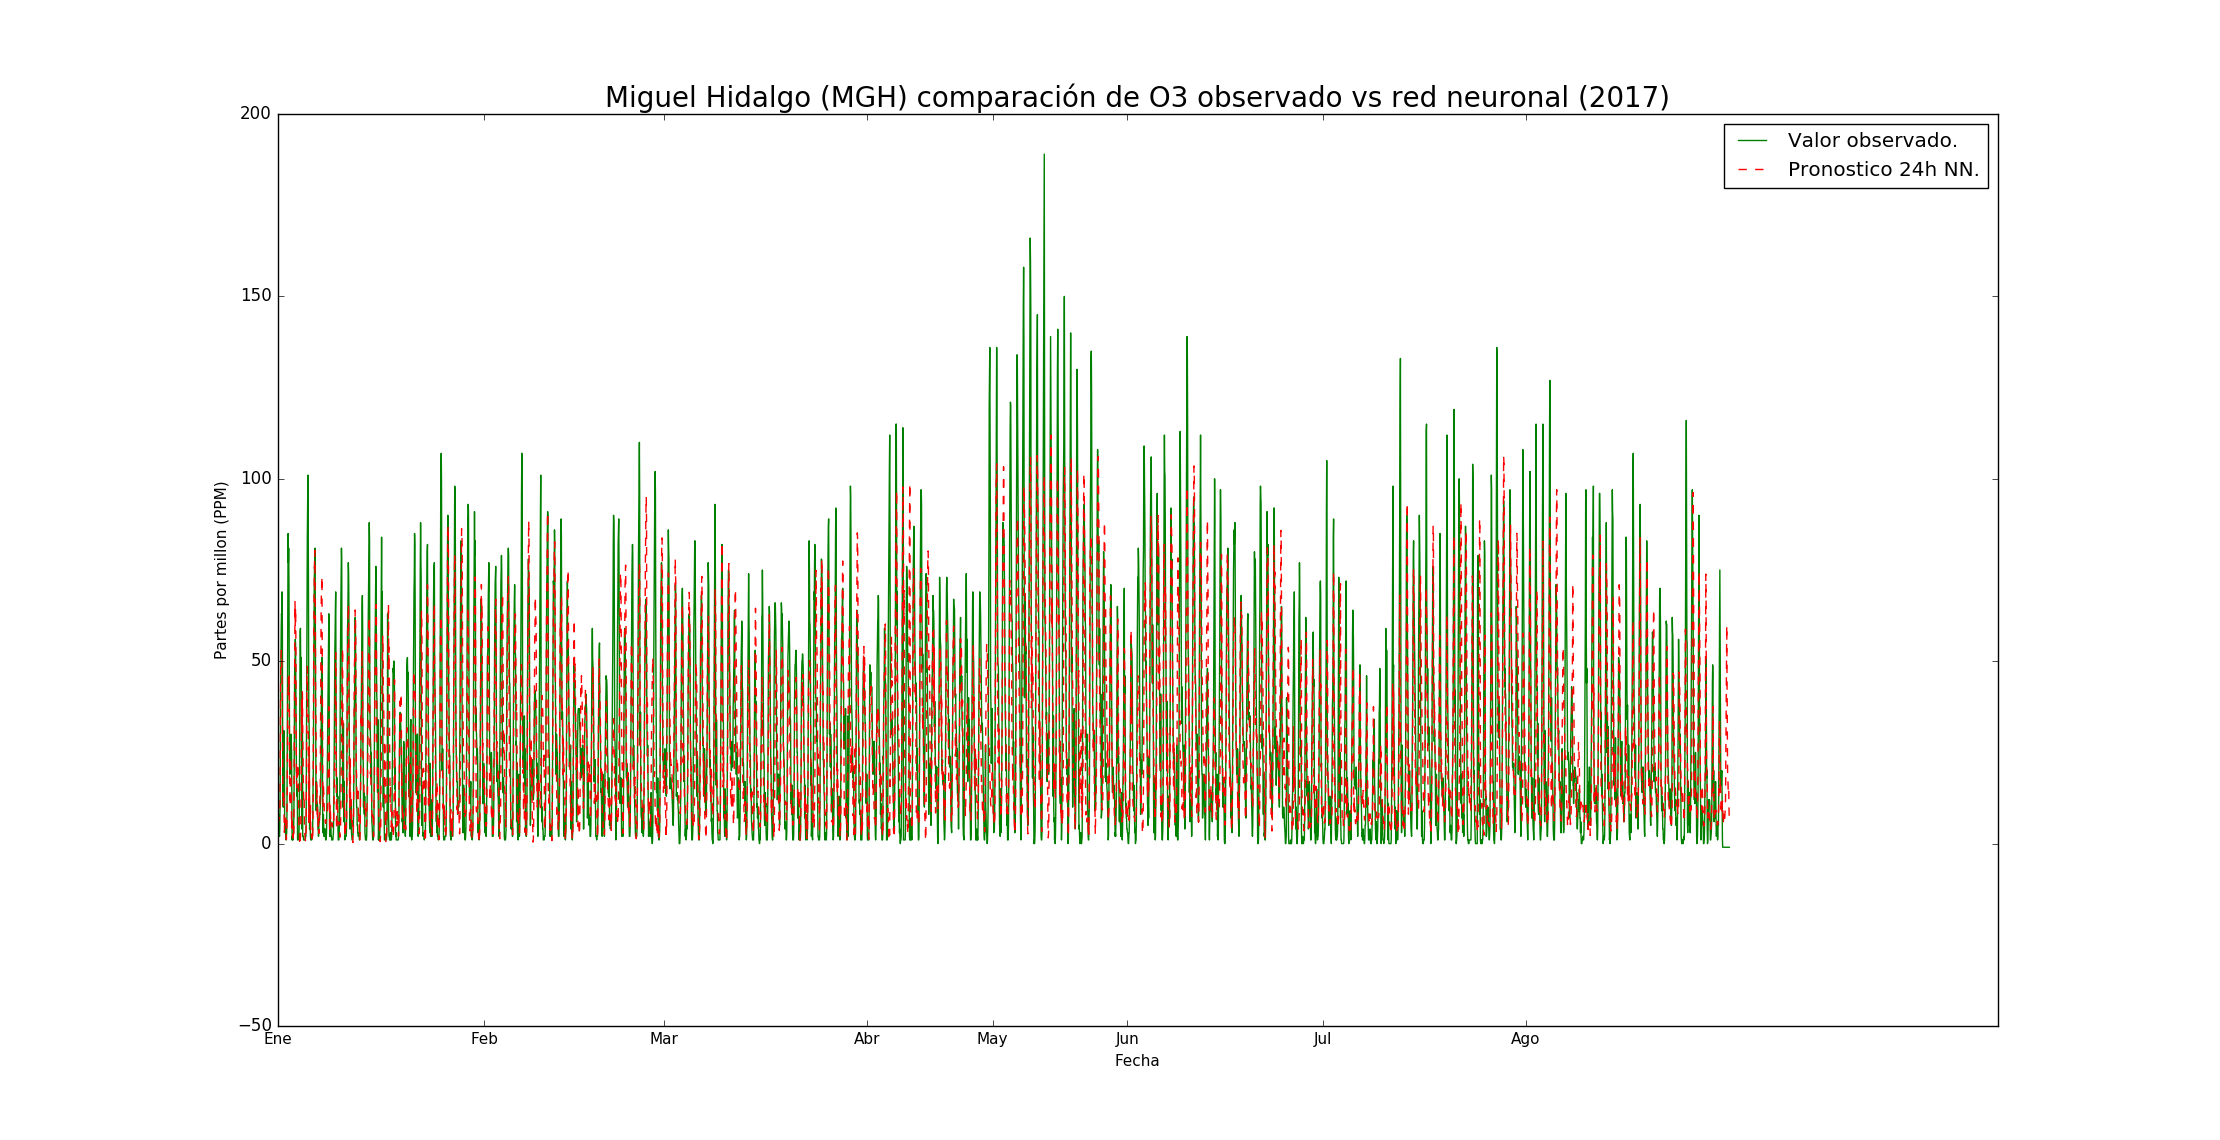 Miguel Hidalgo (MGH) comparación de O3 observado vs red neuronal (2017)
200
Valor observado.
Pronostico 24h NN.
150
100
Partes por millon (PPM)
50
0
−50
Ene Feb Mar Abr May Jun Jul Ago
Fecha